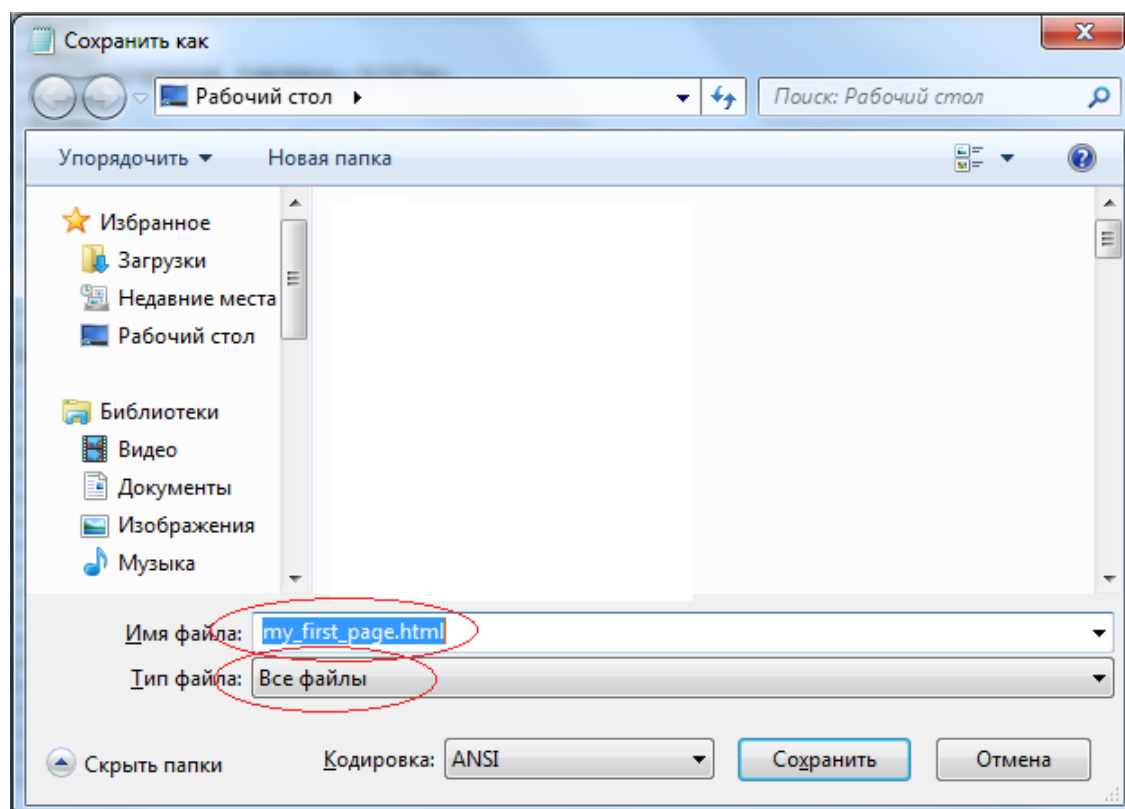 Сохранить как
Рабочий стол
Поиск: Рабочий стол
Упорядочить
Новая папка
Избранное
Загрузки
Недавние места
Рабочий стол
Библиотеки
Видео
Документы
Изображения
Музыка
Имя файла: my_first_page.html
Тип файла: Все файлы
Скрыть папки Кодировка: ANSI Сохранить Отмена